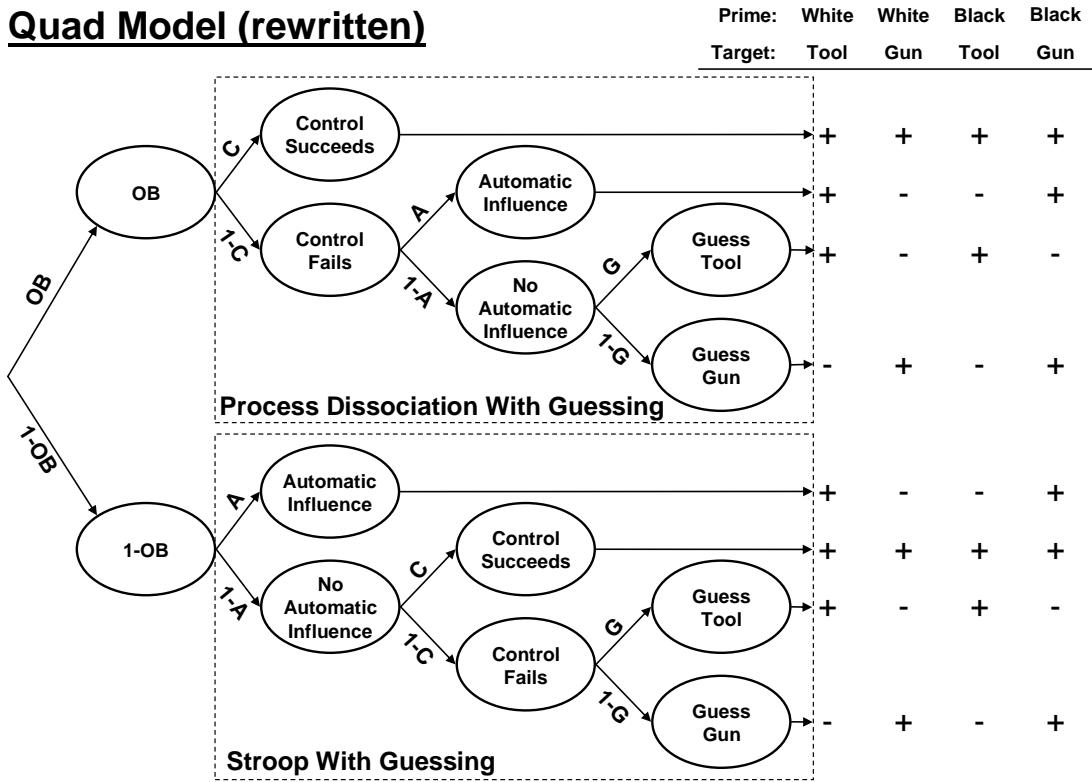 Quad Model (rewritten)
Prime: White White Black Black
Target: Tool Gun Tool Gun
C
Control
Succeeds
+ + + +
OB
1-C
Control
Fails
A
Automatic
Influence
+ - - +
1-A
No
Automatic
Influence
G
Guess
Tool
+ - + -
1-G
Guess
Gun
- + - +
OB
Process Dissociation With Guessing
1-OB
A
Automatic
Influence
+ - - +
1-OB
1-A
No
Automatic
Influence
C
Control
Succeeds
+ + + +
1-C
Control
Fails
G
Guess
Tool
+ - + -
1-G
Guess
Gun
- + - +
Stroop With Guessing